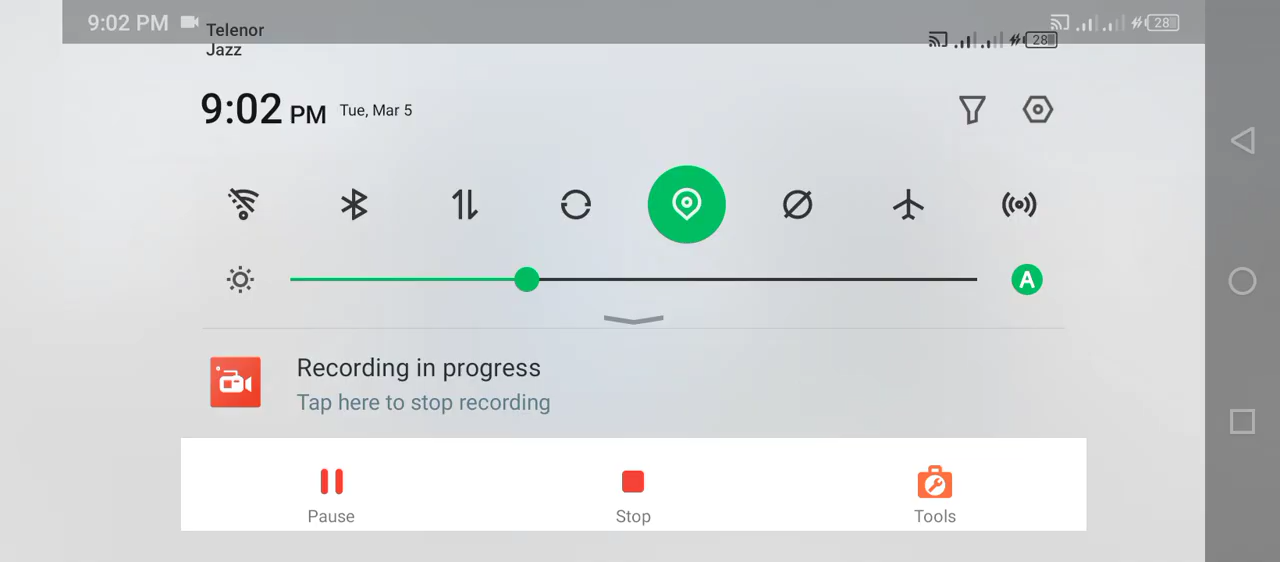 9:02 PM
Telenor
Jazz
28
28
9:02 PM Tue, Mar 5
A
Recording in progress
Tap here to stop recording
Pause Stop Tools